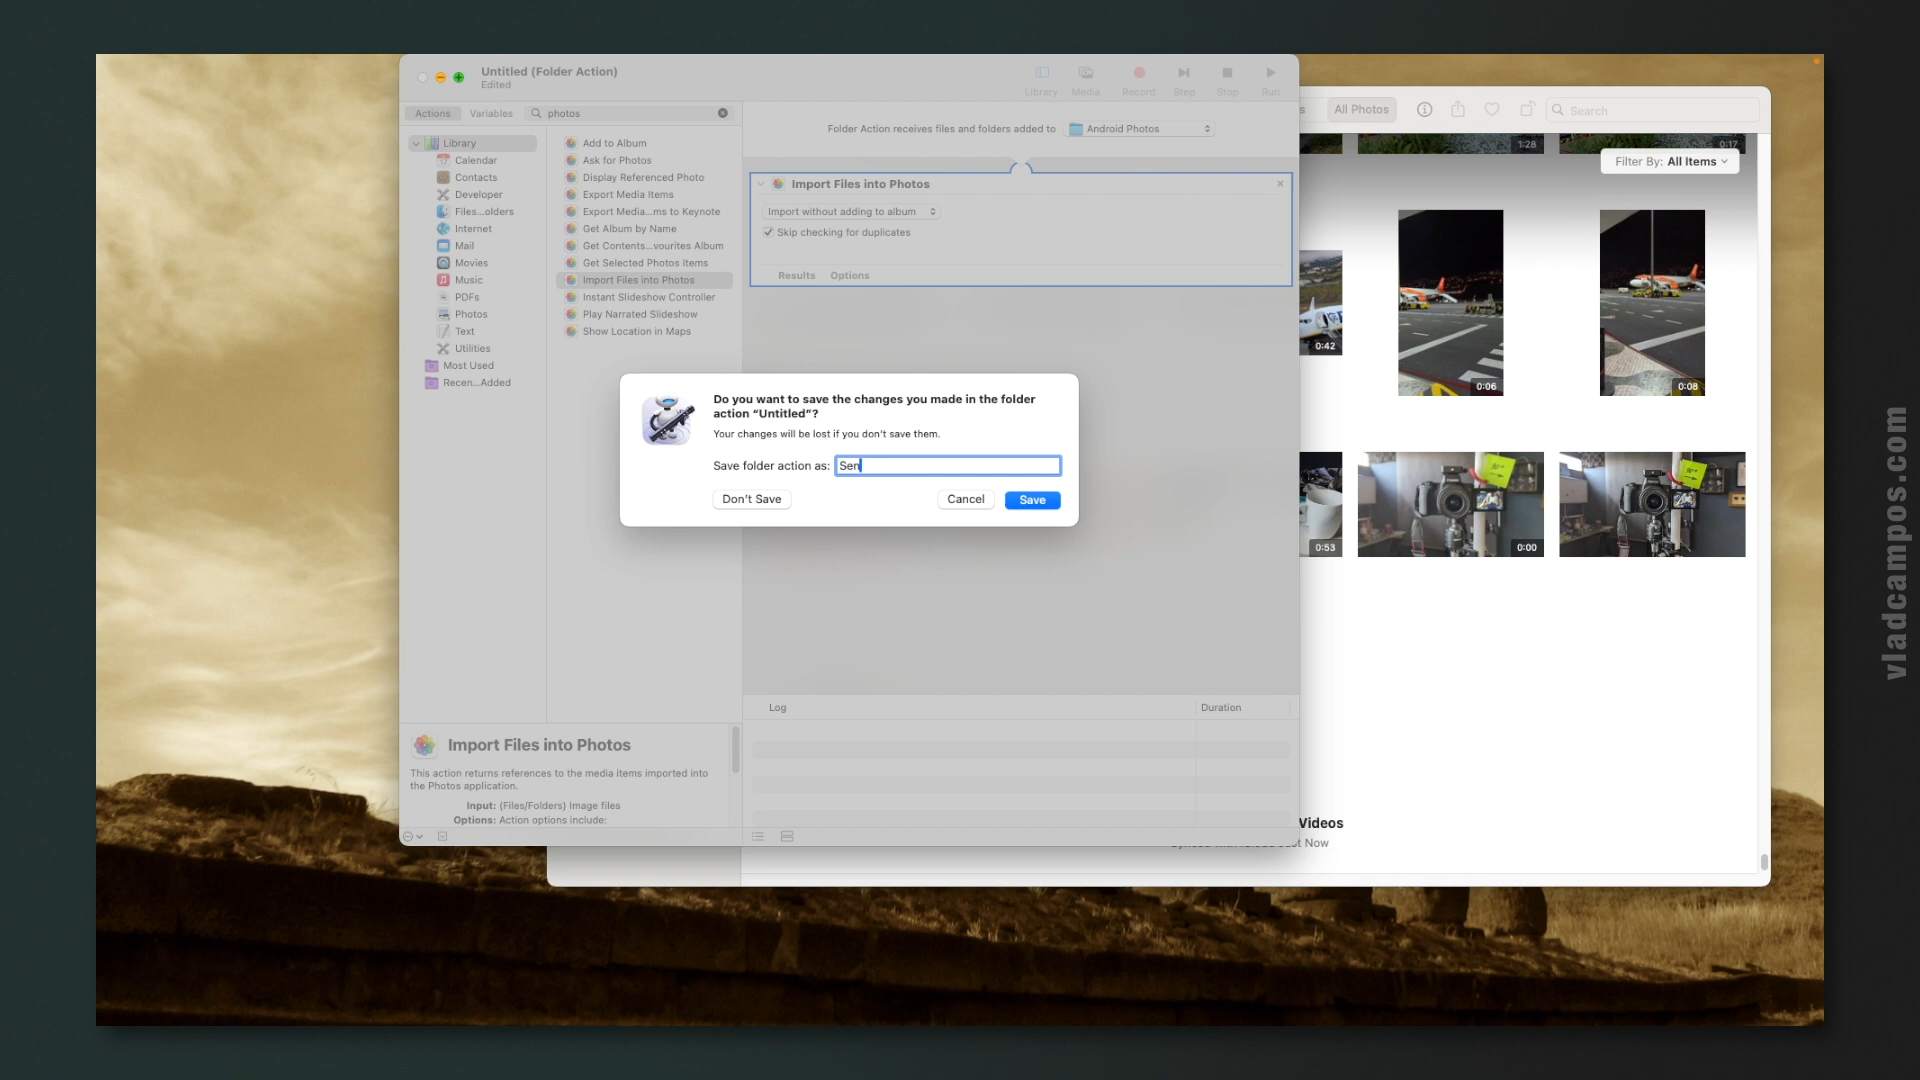 Untitled (Folder Action)
Edited
Library
Media
Record
Step
Stop
Run
Actions
Variables
photos
Library
Calendar
Contacts
Developer
Files...olders
Internet
Mail
Movies
Music
PDFs
Photos
Text
Utilities
Most Used
Recen...Added
Add to Album
Ask for Photos
Display Referenced Photo
Export Media Items
Export Media...ms to Keynote
Get Album by Name
Get Contents...vourites Album
Get Selected Photos Items
Import Files into Photos
Instant Slideshow Controller
Play Narrated Slideshow
Show Location in Maps
Folder Action receives files and folders added to
Android Photos
Import Files into Photos
Import without adding to album
Skip checking for duplicates
Results
Options
Do you want to save the changes you made in the folder
action “Untitled”?
Your changes will be lost if you don’t save them.
Save folder action as:
Sen
Don’t Save
Cancel
Save
Log
Duration
Import Files into Photos
This action returns references to the media items imported into
the Photos application.
Input: (Files/Folders) Image files
Options: Action options include:
All Photos
Search
1:28
0:17
Filter By: All Items
0:42
0:06
0:08
0:53
0:00
Videos
Just Now
vladcampos.com